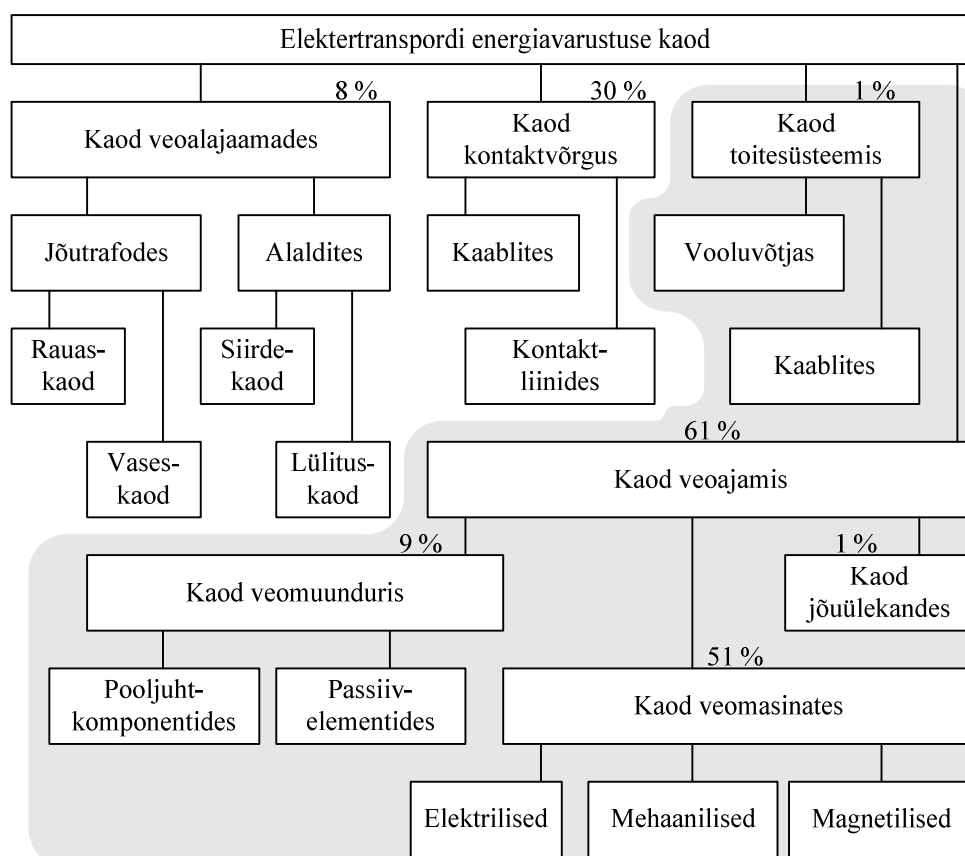 Elektertranspordi energiavarustuse kaod
8 %
30 %
1 %
Kaod veoalajaamades
Kaod
kontaktvõrgus
Kaod
toitesüsteemis
Jõutrafodes
Alaldites
Kaablites
Vooluvõtjas
Rauas-
kaod
Siirde-
kaod
Kontakt-
liinides
Kaablites
Vases-
kaod
Lülitus-
kaod
61 %
Kaod veoajamis
9 %
1 %
Kaod veomuunduris
Kaod
jõuülekandes
Pooljuht-
komponentides
Passiiv-
elementides
51 %
Kaod veomasinates
Elektrilised
Mehaanilised
Magnetilised